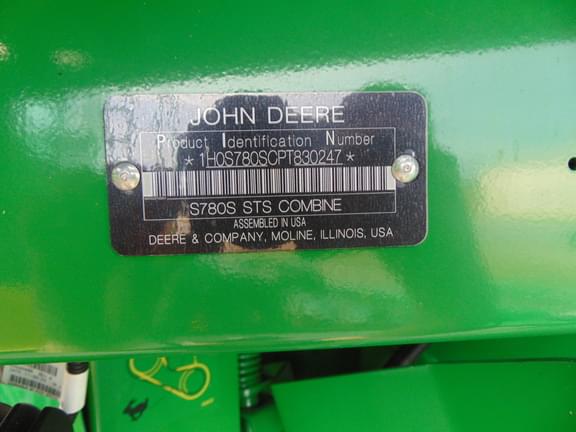 JOHN DEERE
Product Identification Number
*1H0S780SCPT830247*
S780S STS COMBINE
ASSEMBLED IN USA
DEERE & COMPANY, MOLINE, ILLINOIS, USA